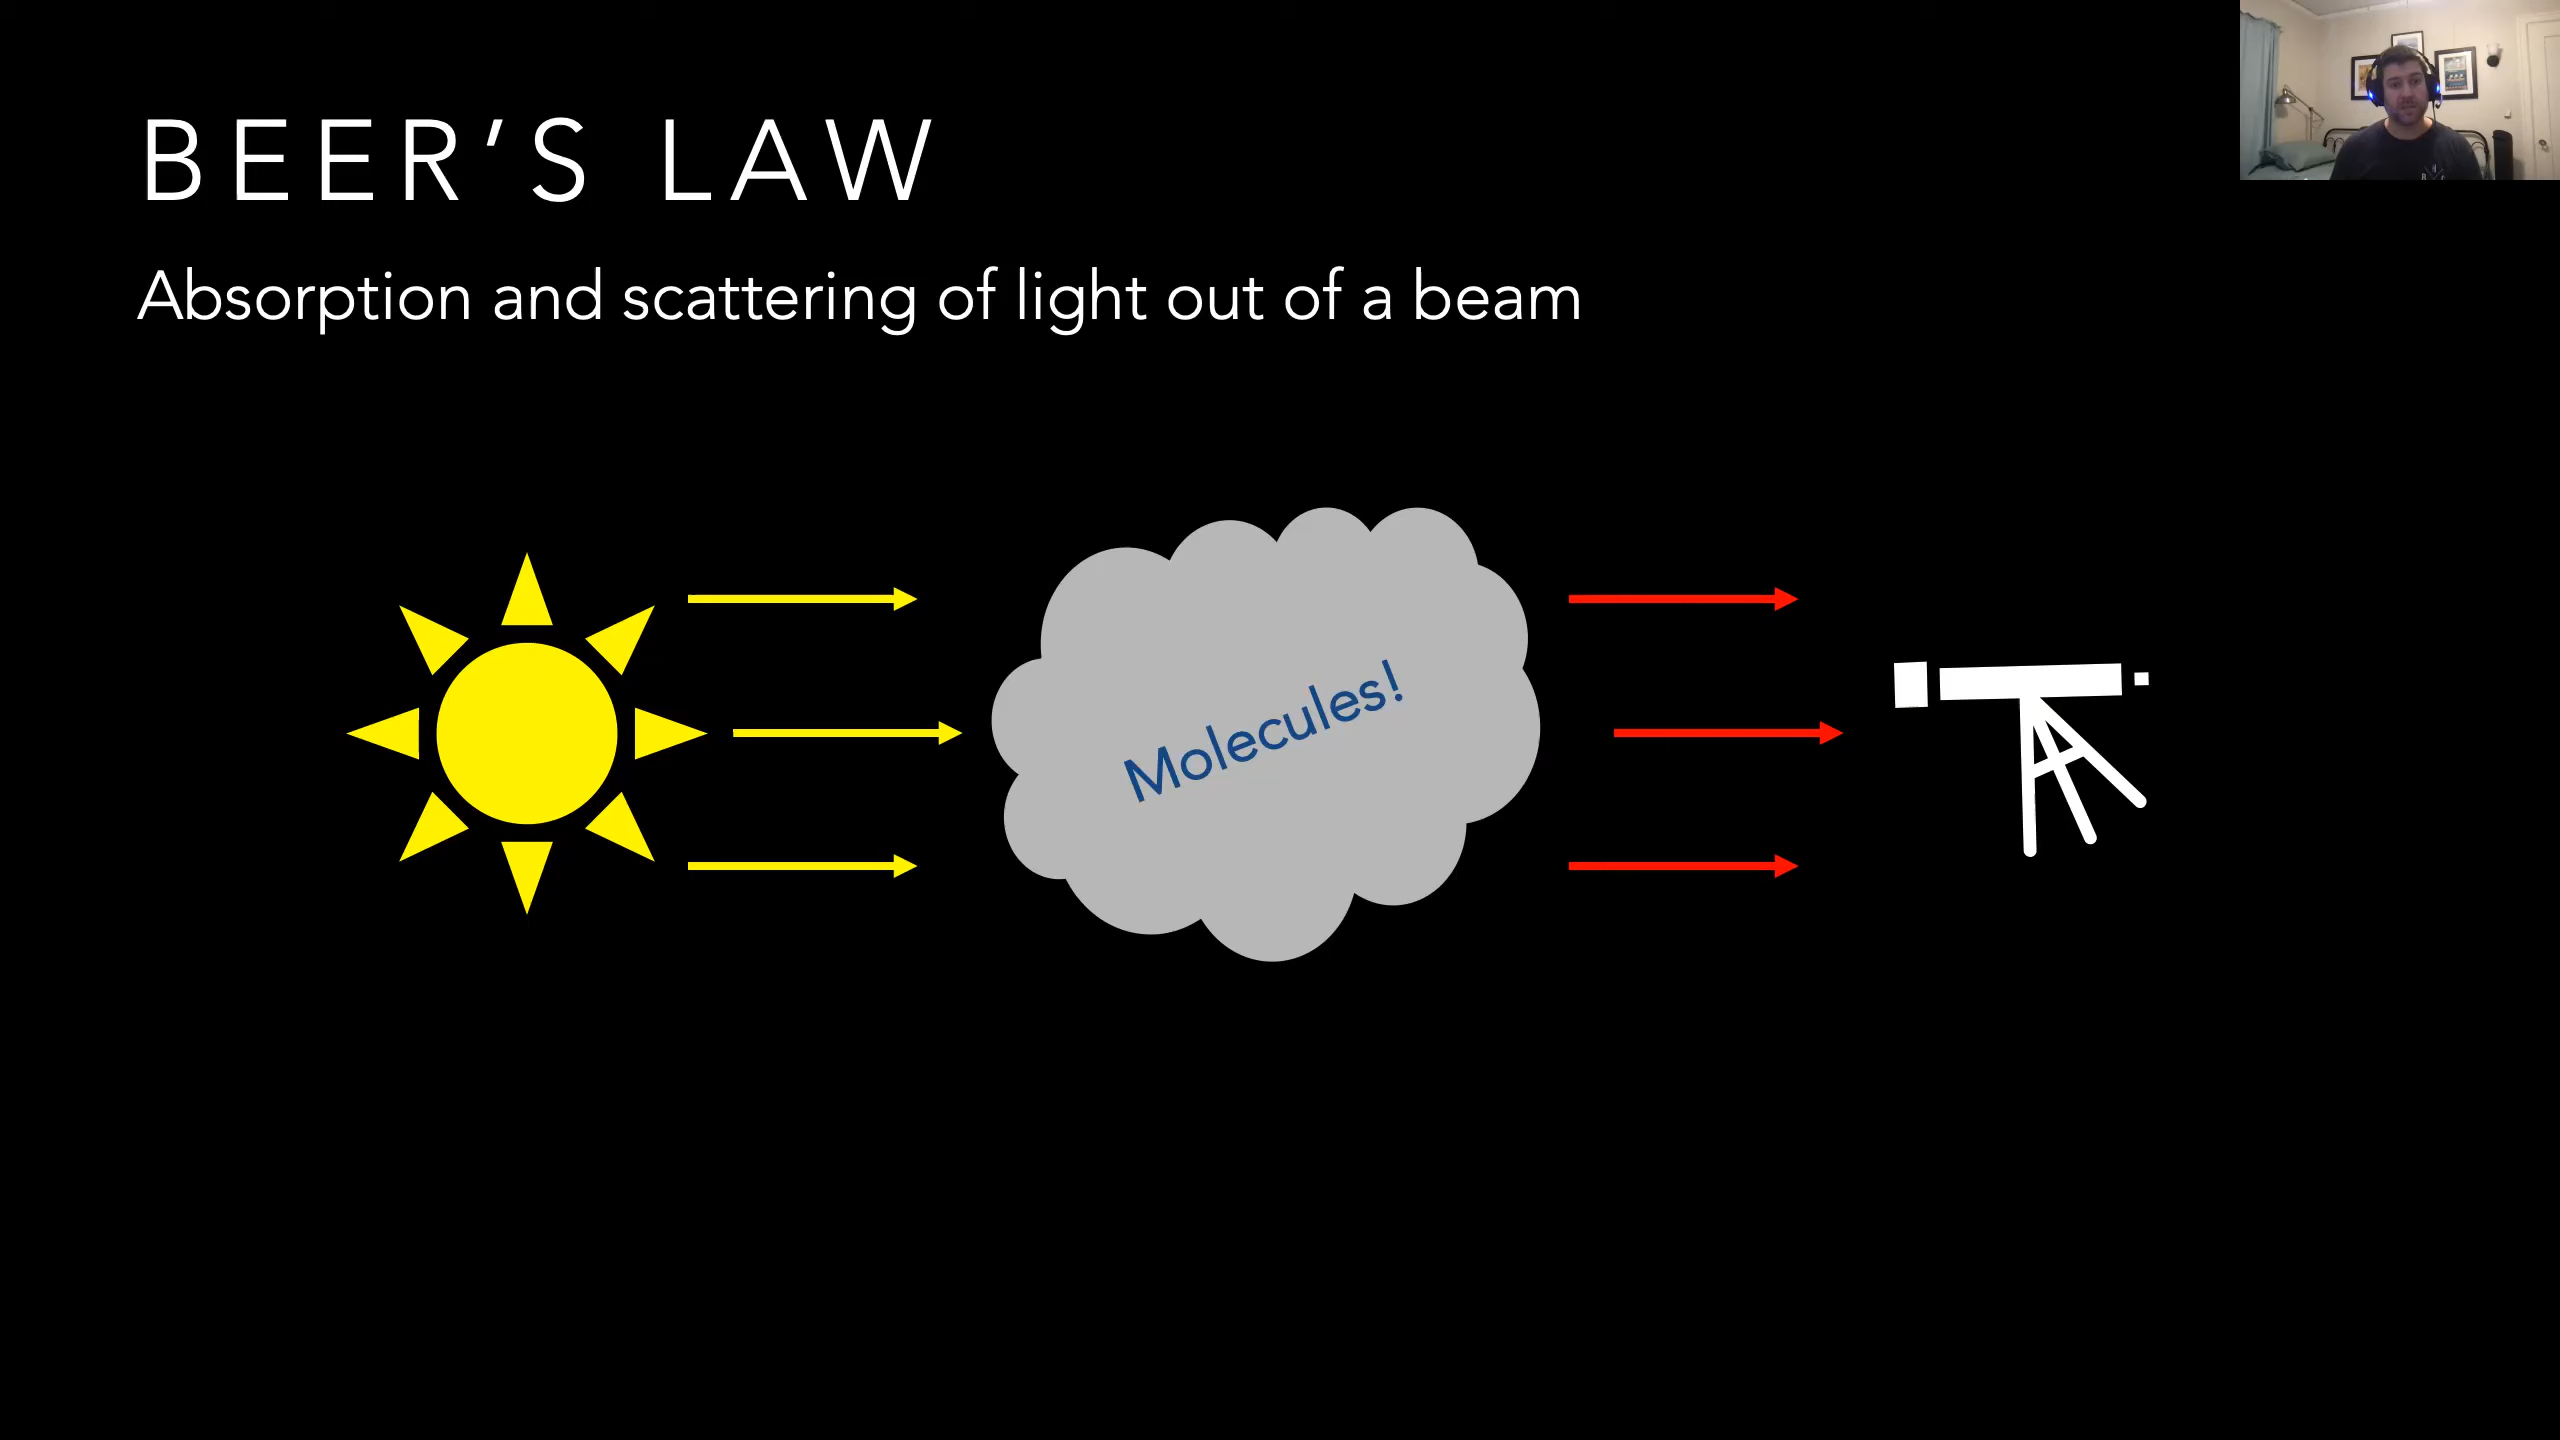 BEER’S LAW
Absorption and scattering of light out of a beam
Molecules!